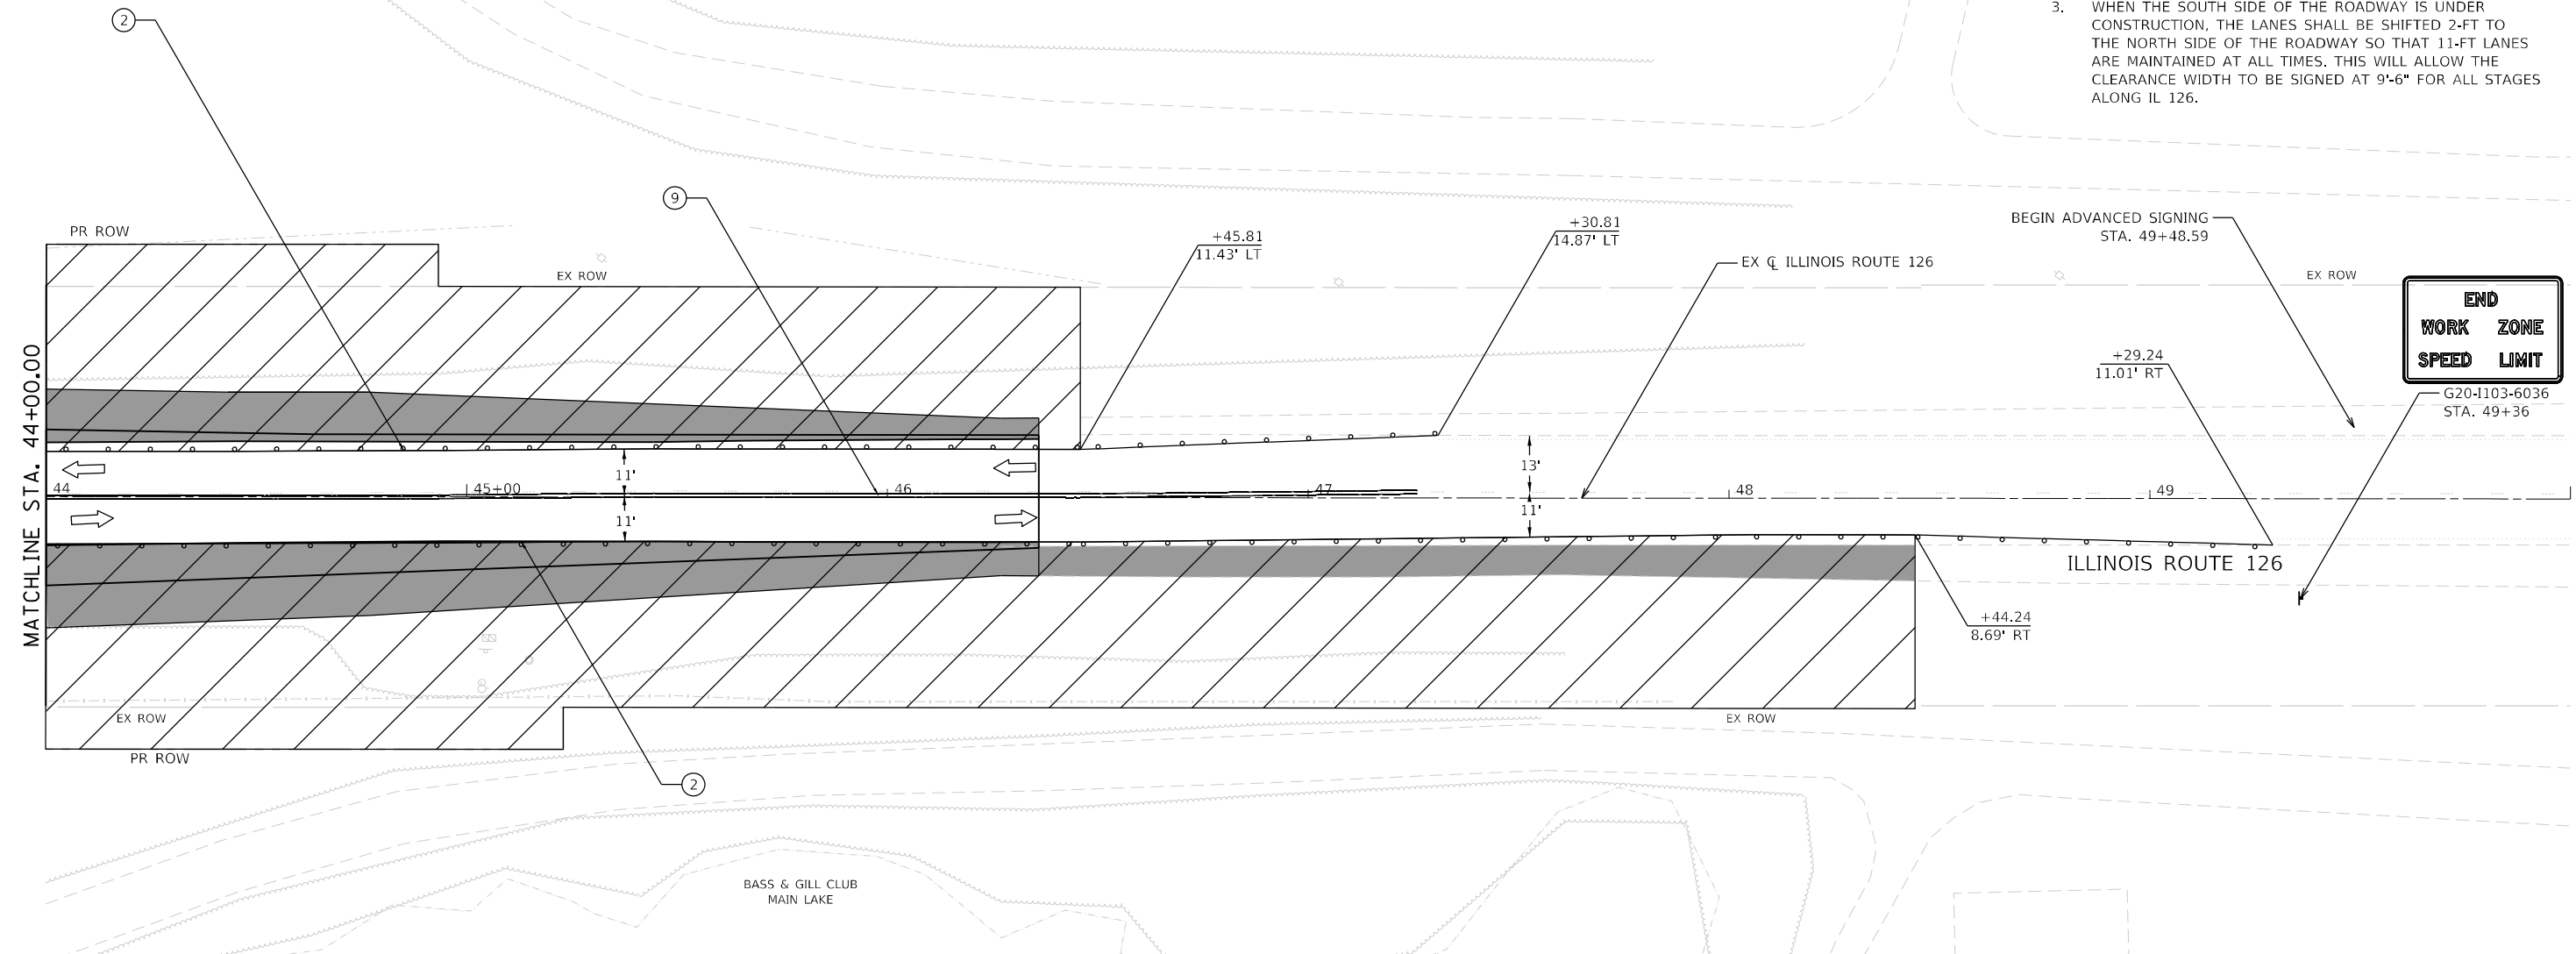 3. WHEN THE SOUTH SIDE OF THE ROADWAY IS UNDER
CONSTRUCTION, THE LANES SHALL BE SHIFTED 2-FT TO
THE NORTH SIDE OF THE ROADWAY SO THAT 11-FT LANES
ARE MAINTAINED AT ALL TIMES. THIS WILL ALLOW THE
CLEARANCE WIDTH TO BE SIGNED AT 9'-6" FOR ALL STAGES
ALONG IL 126.
2
9
PR ROW
EX ROW
+45.81
11.43' LT
+30.81
14.87' LT
EX ℄ ILLINOIS ROUTE 126
BEGIN ADVANCED SIGNING
STA. 49+48.59
EX ROW
END
WORK ZONE
SPEED LIMIT
G20-I103-6036
STA. 49+36
+29.24
11.01' RT
MATCHLINE STA. 44+00.00
44
45+00
46
47
48
49
11'
11'
13'
11'
ILLINOIS ROUTE 126
+44.24
8.69' RT
EX ROW
PR ROW
EX ROW
2
BASS & GILL CLUB
MAIN LAKE